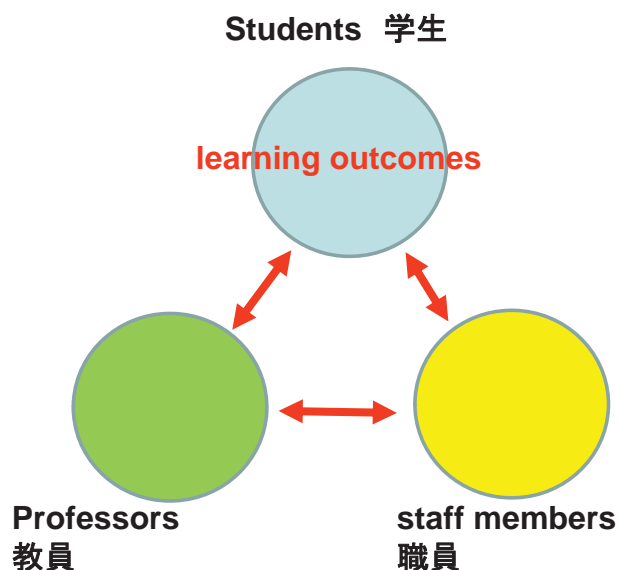 Students 学生
learning outcomes
Professors
教員
staff members
職員